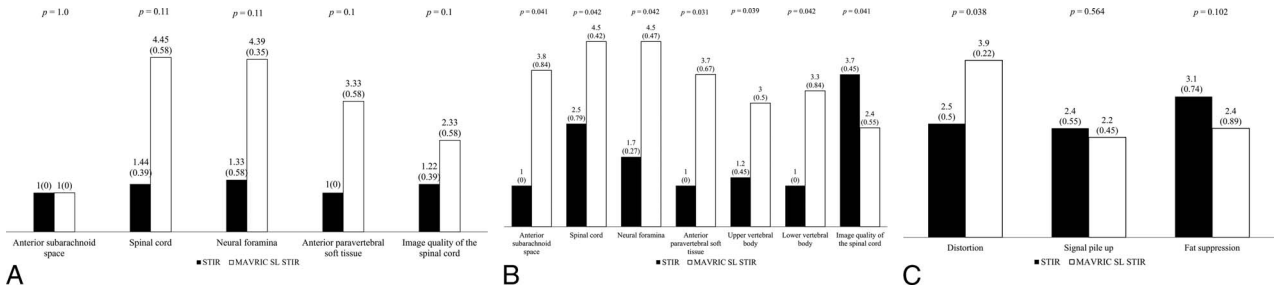 p = 1.0
p = 0.11
p = 0.11
p = 0.1
p = 0.1
1(0)
1(0)
1.44
(0.39)
4.45
(0.58)
1.33
(0.58)
4.39
(0.35)
1(0)
3.33
(0.58)
1.22
(0.39)
2.33
(0.58)
Anterior subarachnoid
space
Spinal cord
Neural foramina
Anterior paravertebral
soft tissue
Image quality of the
spinal cord
STIR
MAVRIC SL STIR
A
p = 0.041
p = 0.042
p = 0.042
p = 0.031
p = 0.039
p = 0.042
p = 0.041
1
(0)
3.8
(0.84)
2.5
(0.79)
4.5
(0.42)
1.7
(0.27)
4.5
(0.47)
1
(0)
3.7
(0.67)
1.2
(0.45)
3
(0.5)
1
(0)
3.3
(0.84)
3.7
(0.45)
2.4
(0.55)
Anterior
subarachnoid
space
Spinal cord
Neural foramina
Anterior
paravertebral soft
tissue
Upper vertebral
body
Lower vertebral
body
Image quality of
the spinal cord
STIR
MAVRIC SL STIR
B
p = 0.038
p = 0.564
p = 0.102
2.5
(0.5)
3.9
(0.22)
2.4
(0.55)
2.2
(0.45)
3.1
(0.74)
2.4
(0.89)
Distortion
Signal pile up
Fat suppression
STIR
MAVRIC SL STIR
C